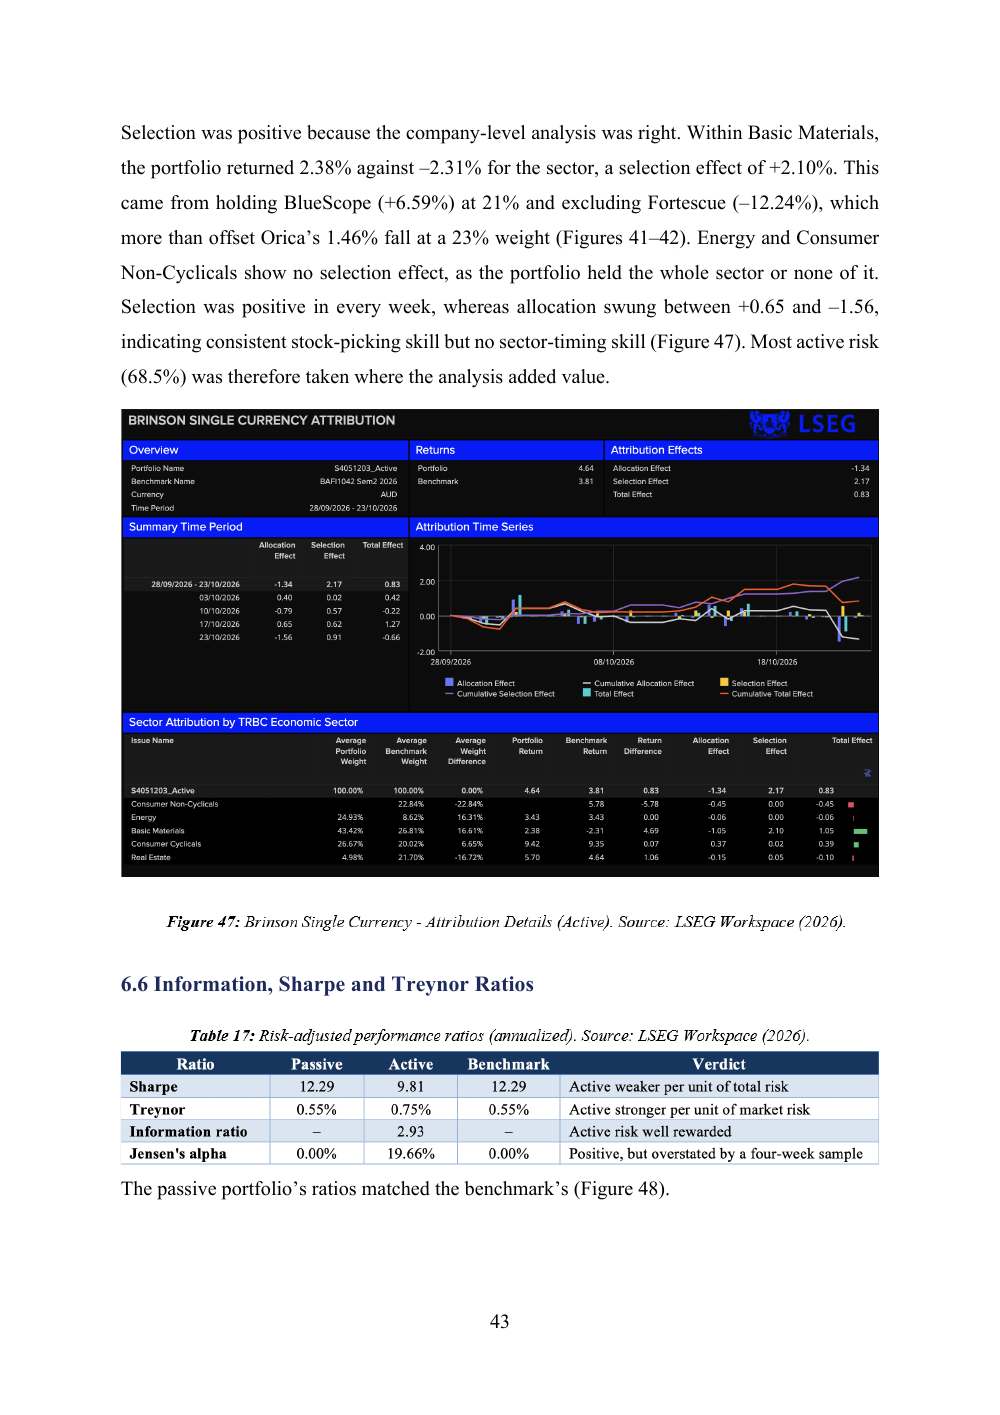 Selection was positive because the company-level analysis was right. Within Basic Materials,
the portfolio returned 2.38% against –2.31% for the sector, a selection effect of +2.10%. This
came from holding BlueScope (+6.59%) at 21% and excluding Fortescue (–12.24%), which
more than offset Orica's 1.46% fall at a 23% weight (Figures 41–42). Energy and Consumer
Non-Cyclicals show no selection effect, as the portfolio held the whole sector or none of it.
Selection was positive in every week, whereas allocation swung between +0.65 and –1.56,
indicating consistent stock-picking skill but no sector-timing skill (Figure 47). Most active risk
(68.5%) was therefore taken where the analysis added value.
BRINSON SINGLE CURRENCY ATTRIBUTION
LSEG
Overview Returns Attribution Effects
Portfolio Name S4051203_Active Portfolio 4.64 Allocation Effect -1.34
Benchmark Name BAFI1042 Sem2 2026 Benchmark 3.81 Selection Effect 2.17
Currency AUD Total Effect 0.83
Time Period 28/09/2026 - 23/10/2026
Summary Time Period Attribution Time Series
Allocation Effect Selection Effect Total Effect
28/09/2026 - 23/10/2026 -1.34 2.17 0.83
03/10/2026 0.40 0.02 0.42
10/10/2026 -0.79 0.57 -0.22
17/10/2026 0.65 0.62 1.27
23/10/2026 -1.56 0.91 -0.66
4.00
2.00
0.00
-2.00
28/09/2026 08/10/2026 18/10/2026
Allocation Effect Cumulative Allocation Effect Selection Effect
Cumulative Selection Effect Total Effect Cumulative Total Effect
Sector Attribution by TRBC Economic Sector
Issue Name Average Portfolio Weight Average Benchmark Weight Average Weight Difference Portfolio Return Benchmark Return Return Difference Allocation Effect Selection Effect Total Effect
S4051203_Active 100.00% 100.00% 0.00% 4.64 3.81 0.83 -1.34 2.17 0.83
Consumer Non-Cyclicals 22.84% -22.84% 5.78 -5.78 -0.45 0.00 -0.45
Energy 24.93% 8.62% 16.31% 3.43 3.43 0.00 -0.06 0.00 -0.06
Basic Materials 43.42% 26.81% 16.61% 2.38 -2.31 4.69 -1.05 2.10 1.05
Consumer Cyclicals 26.67% 20.02% 6.65% 9.42 9.35 0.07 0.37 0.02 0.39
Real Estate 4.98% 21.70% -16.72% 5.70 4.64 1.06 -0.15 0.05 -0.10
Figure 47: Brinson Single Currency - Attribution Details (Active). Source: LSEG Workspace (2026).
6.6 Information, Sharpe and Treynor Ratios
Table 17: Risk-adjusted performance ratios (annualized). Source: LSEG Workspace (2026).
Ratio Passive Active Benchmark Verdict
Sharpe 12.29 9.81 12.29 Active weaker per unit of total risk
Treynor 0.55% 0.75% 0.55% Active stronger per unit of market risk
Information ratio – 2.93 – Active risk well rewarded
Jensen's alpha 0.00% 19.66% 0.00% Positive, but overstated by a four-week sample
The passive portfolio's ratios matched the benchmark's (Figure 48).
43